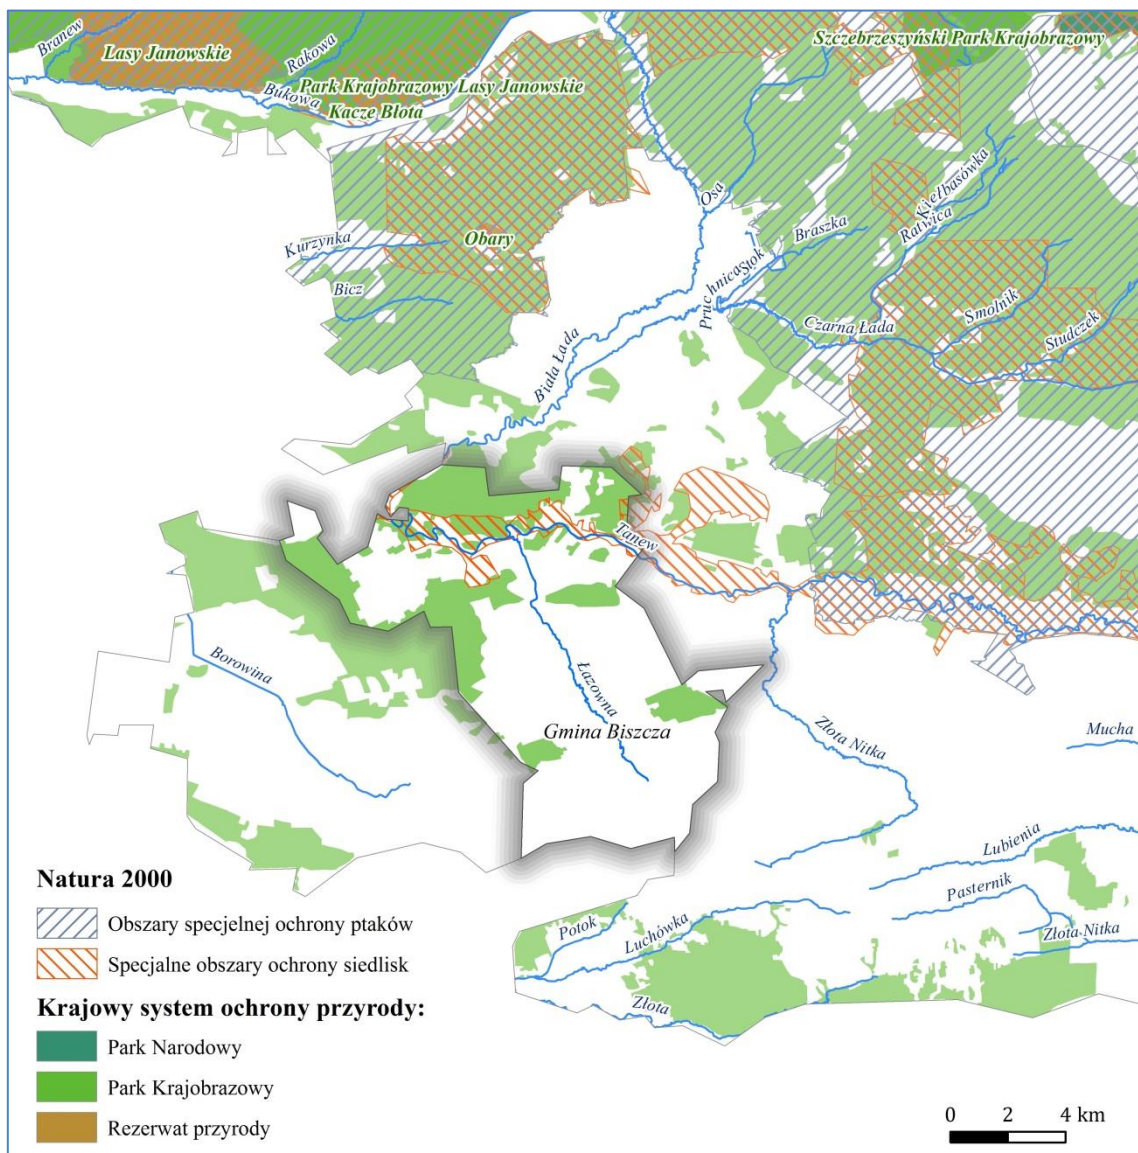 Branew
Lasy Janowskie
Rakowa
Szczebrzeszyński Park Krajobrazowy
Park Krajobrazowy Lasy Janowskie
Bukowa
Kacze Błota
Kiełbasówka
Osa
Ratwica
Braszka
Obary
Kurzynka
Stok
Pruchnica
Bicz
Smolnik
Czarna Łada
Studczek
Biała Łada
Tanew
Borowina
Łazowna
Gmina Biszcza
Złota Nitka
Mucha
Lubienia
Natura 2000
Pasternik
Obszary specjelnej ochrony ptaków
Potok
Luchówka
Złota Nitka
Specjalne obszary ochrony siedlisk
Krajowy system ochrony przyrody:
Złota
Park Narodowy
Park Krajobrazowy
Rezerwat przyrody
0 2 4 km